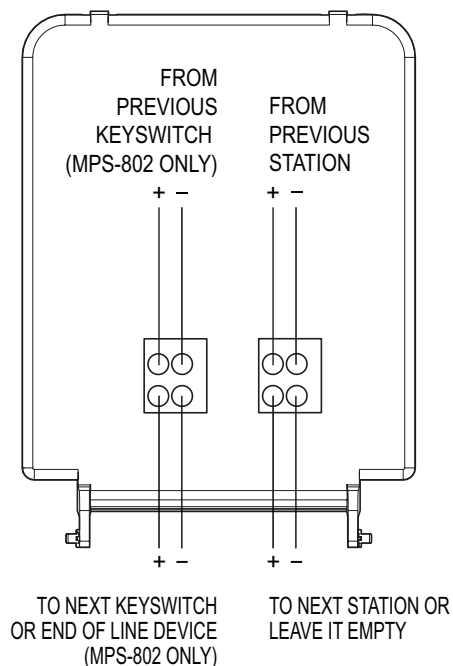 FROM
PREVIOUS
KEYSWITCH
(MPS-802 ONLY)
+ –
FROM
PREVIOUS
STATION
+ –
+ –
TO NEXT KEYSWITCH
OR END OF LINE DEVICE
(MPS-802 ONLY)
+ –
TO NEXT STATION OR
LEAVE IT EMPTY